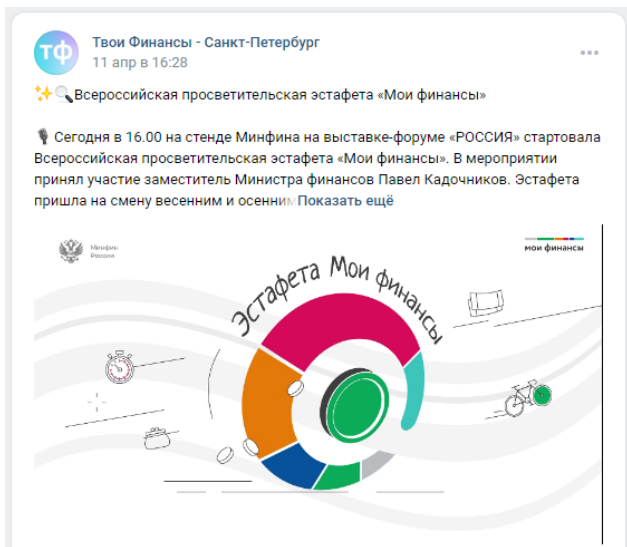 ТФ
Твои Финансы - Санкт-Петербург
11 апр в 16:28
Всероссийская просветительская эстафета «Мои финансы»
Сегодня в 16.00 на стенде Минфина на выставке-форуме «РОССИЯ» стартовала
Всероссийская просветительская эстафета «Мои финансы». В мероприятии
принял участие заместитель Министра финансов Павел Кадочников. Эстафета
пришла на смену весенним и осенним Показать ещё
Минфин
России
мои финансы
Эстафета Мои финансы